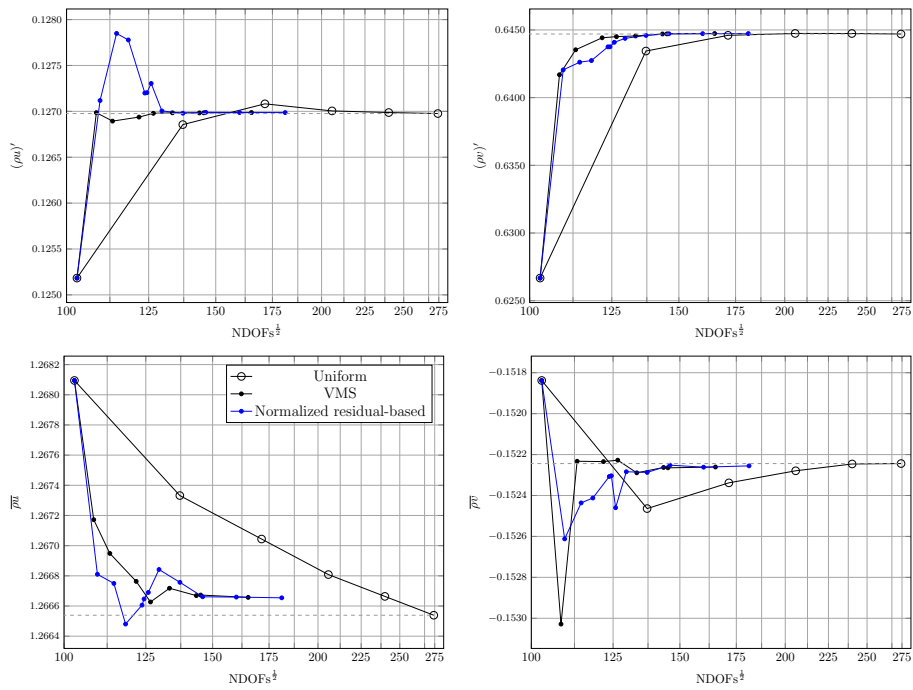 0.1280
0.1275
0.1270
0.1265
0.1260
0.1255
0.1250
(ρu)′
100 125 150 175 200 225 250 275
NDOFs^{1/2}
0.6450
0.6400
0.6350
0.6300
0.6250
(ρv)′
100 125 150 175 200 225 250 275
NDOFs^{1/2}
1.2682
1.2680
1.2676
1.2674
1.2672
1.2670
1.2668
1.2666
1.2664
ρu
Uniform
VMS
Normalized residual-based
100 125 150 175 200 225 250 275
NDOFs^{1/2}
−0.1518
−0.1520
−0.1522
−0.1524
−0.1526
−0.1528
−0.1530
ρv
100 125 150 175 200 225 250 275
NDOFs^{1/2}